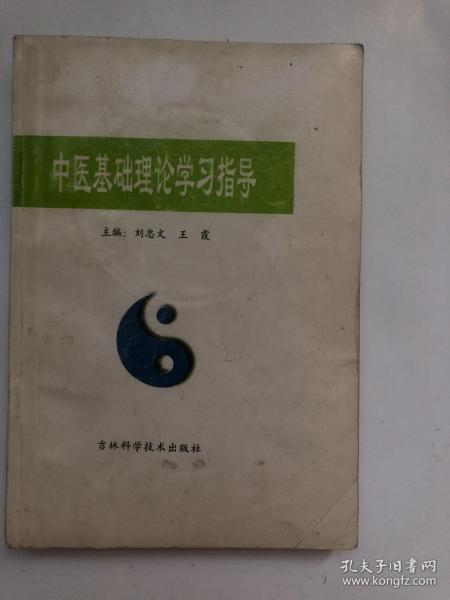 中医基础理论学习指导
主编：刘忠文 王霞
吉林科学技术出版社
孔夫子旧书网
www.kongfz.com